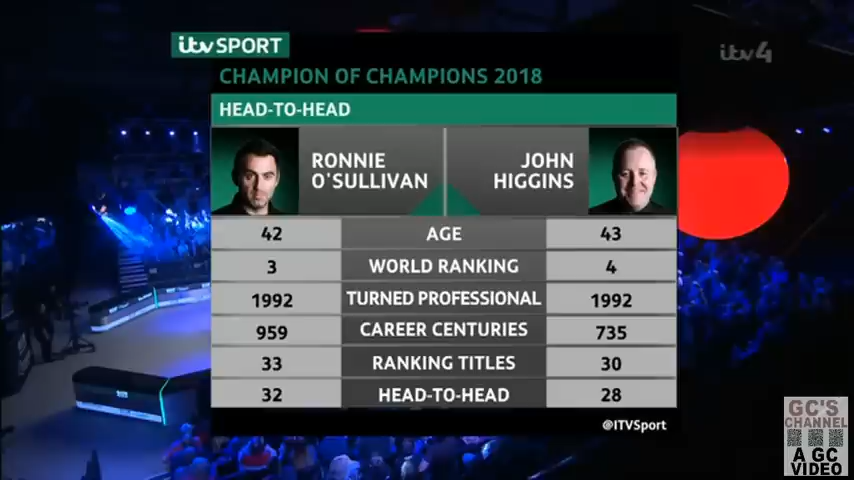 itv SPORT
itv4
CHAMPION OF CHAMPIONS 2018
HEAD-TO-HEAD
RONNIE
O'SULLIVAN
JOHN
HIGGINS
42 AGE 43
3 WORLD RANKING 4
1992 TURNED PROFESSIONAL 1992
959 CAREER CENTURIES 735
33 RANKING TITLES 30
32 HEAD-TO-HEAD 28
@ITVSport
GC'S
CHANNEL
A GC
VIDEO